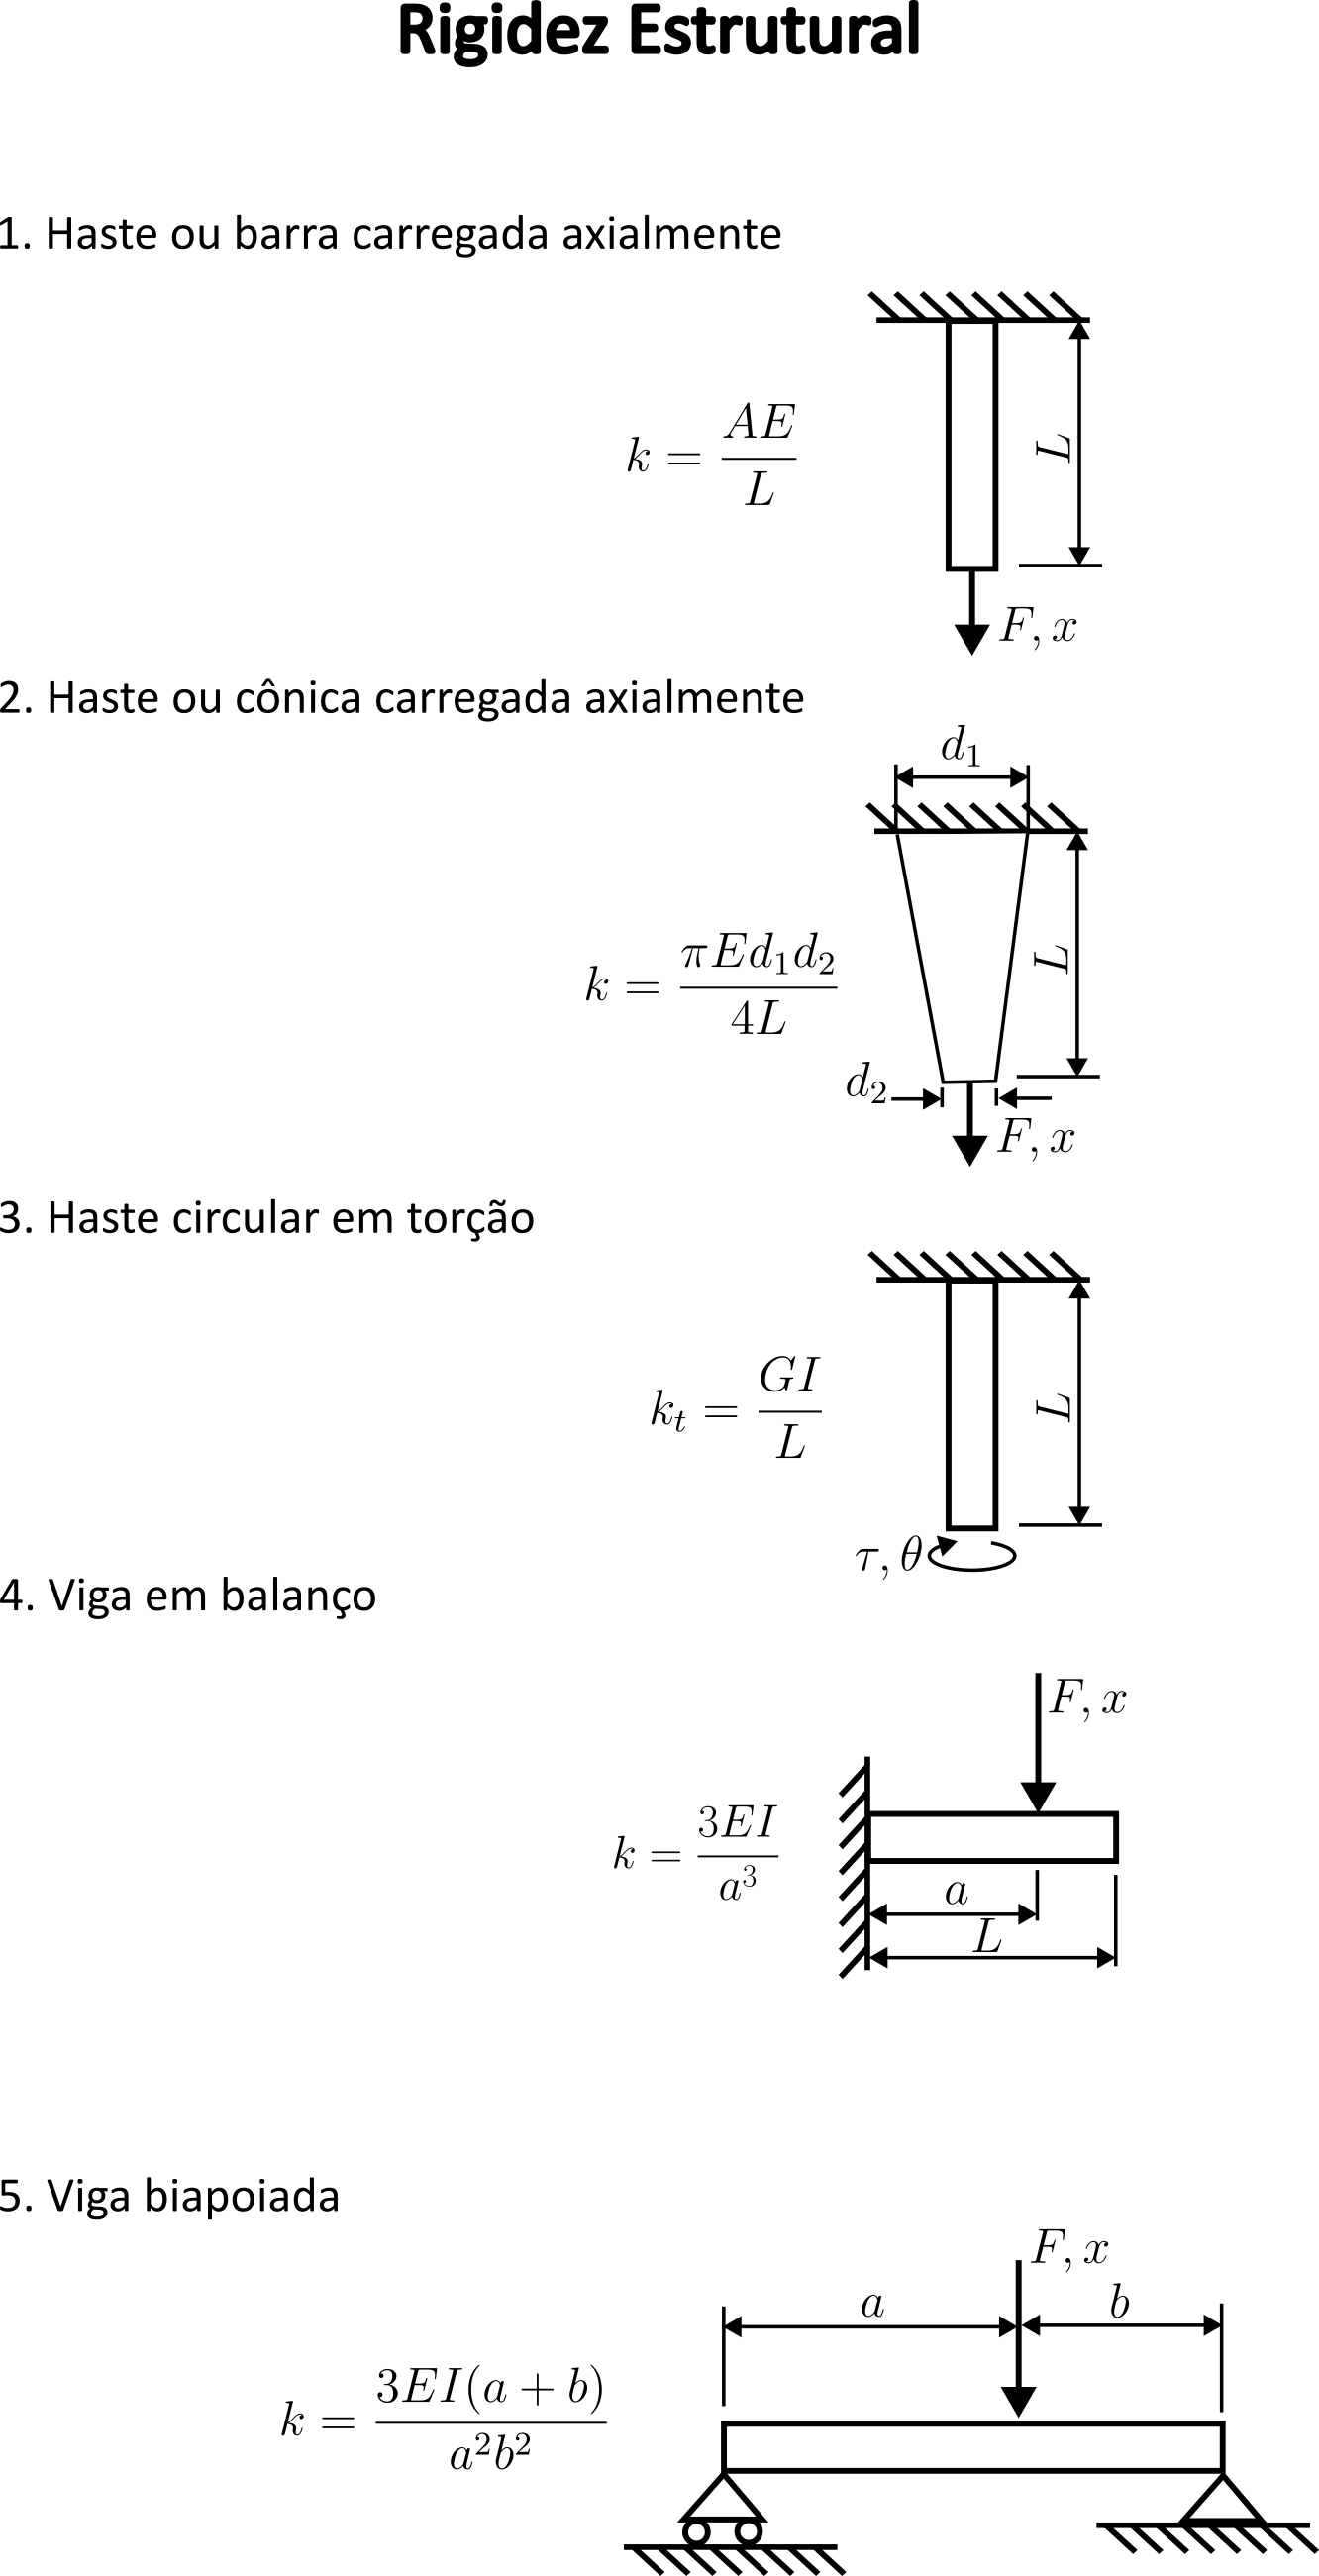 Rigidez Estrutural
1. Haste ou barra carregada axialmente
k = AE/L
L
F, x
2. Haste ou cônica carregada axialmente
d₁
k = πEd₁d₂/4L
L
d₂
F, x
3. Haste circular em torção
k_t = GI/L
L
τ, θ
4. Viga em balanço
F, x
k = 3EI/a³
a
L
5. Viga biapoiada
F, x
a
b
k = 3EI(a + b)/a²b²